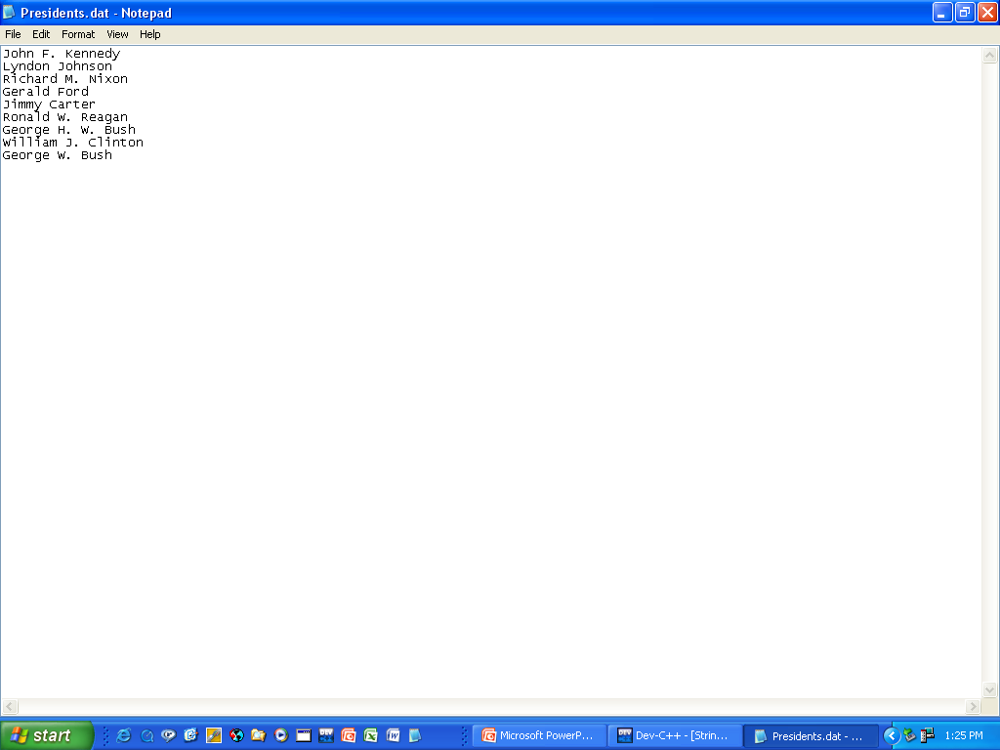 Presidents.dat - Notepad
File Edit Format View Help
John F. Kennedy
Lyndon Johnson
Richard M. Nixon
Gerald Ford
Jimmy Carter
Ronald W. Reagan
George H. W. Bush
William J. Clinton
George W. Bush
start Microsoft PowerP... Dev-C++ - [Strin... Presidents.dat - ... 1:25 PM